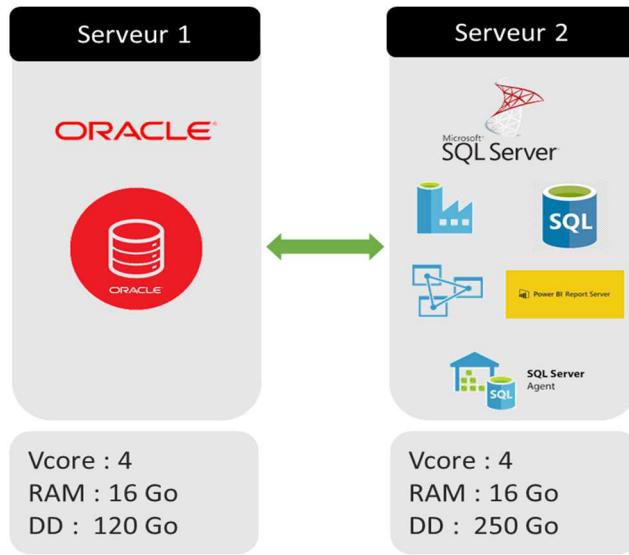 Serveur 1
ORACLE
ORACLE
Vcore : 4
RAM : 16 Go
DD : 120 Go
Serveur 2
Microsoft
SQL Server
SQL
Power BI Report Server
SQL
SQL Server
Agent
Vcore : 4
RAM : 16 Go
DD : 250 Go